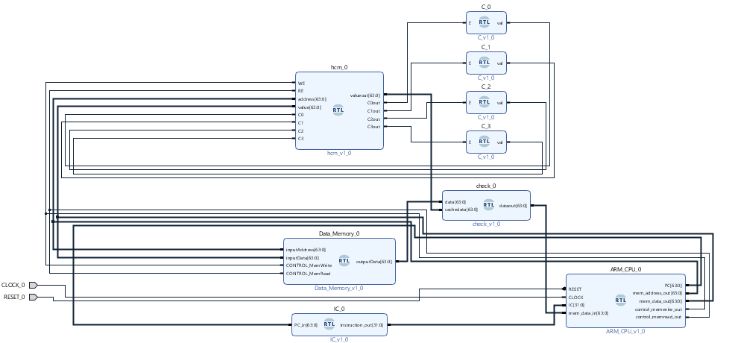 C_0
E
RTL
val
C_v1_0
C_1
E
RTL
val
C_v1_0
C_2
E
RTL
val
C_v1_0
C_3
E
RTL
val
C_v1_0
hcm_0
WE
RE
address[63:0]
value[63:0]
C0
C1
C2
C3
RTL
valueout[63:0]
C0out
C1out
C2out
C3out
hcm_v1_0
check_0
data[63:0]
cachedata[63:0]
RTL
dataout[63:0]
check_v1_0
Data_Memory_0
inputAddress[63:0]
inputData[63:0]
CONTROL_MemWrite
CONTROL_MemRead
RTL
outputData[63:0]
Data_Memory_v1_0
CLOCK_0
RESET_0
IC_0
PC_in[63:0]
RTL
instruction_out[31:0]
IC_v1_0
ARM_CPU_0
RESET
CLOCK
IC[31:0]
mem_data_in[63:0]
RTL
PC[63:0]
mem_address_out[63:0]
mem_data_out[63:0]
control_memwrite_out
control_memread_out
ARM_CPU_v1_0